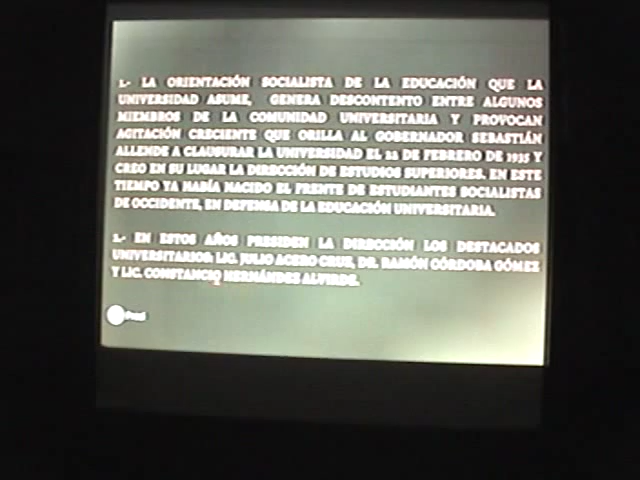 1.- LA ORIENTACIÓN SOCIALISTA DE LA EDUCACIÓN QUE LA
UNIVERSIDAD ASUME, GENERA DESCONTENTO ENTRE ALGUNOS
MIEMBROS DE LA COMUNIDAD UNIVERSITARIA Y PROVOCAN
AGITACIÓN CRECIENTE QUE ORILLA AL GOBERNADOR SEBASTIÁN
ALLENDE A CLAUSURAR LA UNIVERSIDAD EL 22 DE FEBRERO DE 1935 Y
CREO EN SU LUGAR LA DIRECCIÓN DE ESTUDIOS SUPERIORES. EN ESTE
TIEMPO YA HABÍA NACIDO EL FRENTE DE ESTUDIANTES SOCIALISTAS
DE OCCIDENTE, EN DEFENSA DE LA EDUCACIÓN UNIVERSITARIA.
2.- EN ESTOS AÑOS PRESIDEN LA DIRECCIÓN LOS DESTACADOS
UNIVERSITARIOS: LIC. JULIO ACERO CRUZ, DR. RAMÓN CÓRDOBA GÓMEZ
Y LIC. CONSTANCIO HERNÁNDES ALVIRDE.